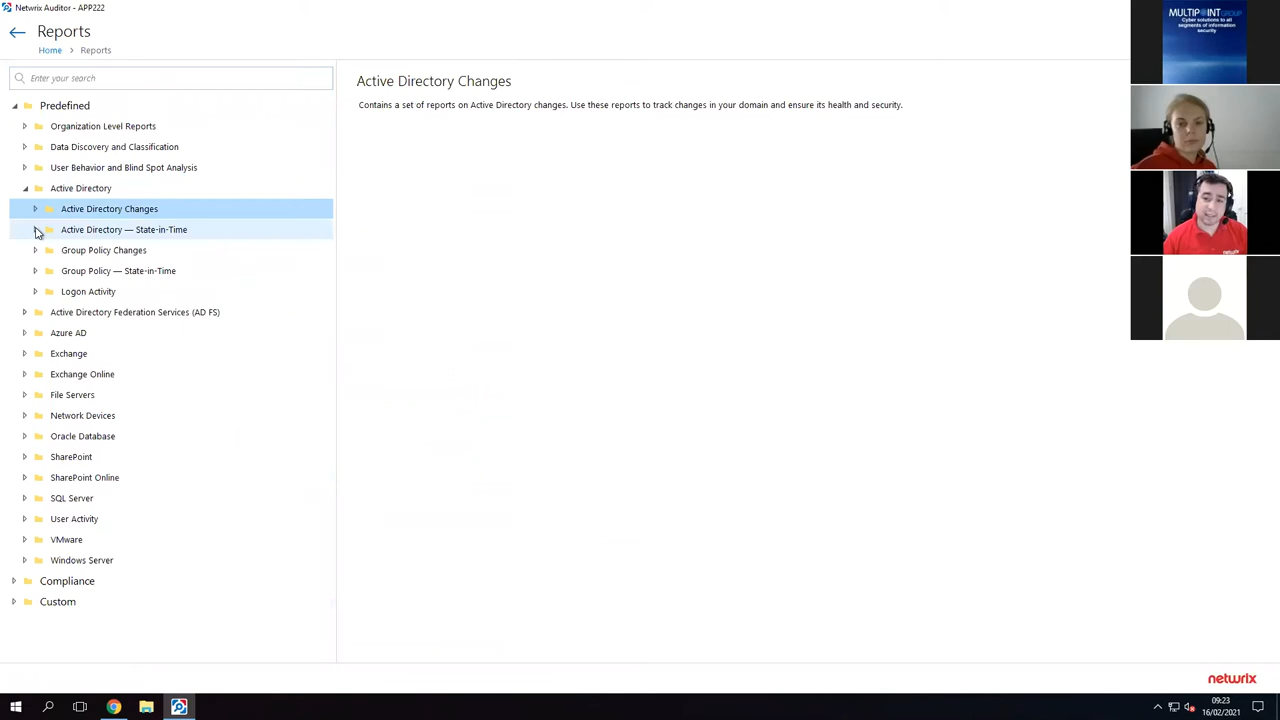 Netwrix Auditor - APP222
Reports
Home > Reports
Enter your search
Predefined
Organization Level Reports
Data Discovery and Classification
User Behavior and Blind Spot Analysis
Active Directory
Active Directory Changes
Active Directory — State-in-Time
Group Policy Changes
Group Policy — State-in-Time
Logon Activity
Active Directory Federation Services (AD FS)
Azure AD
Exchange
Exchange Online
File Servers
Network Devices
Oracle Database
SharePoint
SharePoint Online
SQL Server
User Activity
VMware
Windows Server
Compliance
Custom
Active Directory Changes
Contains a set of reports on Active Directory changes. Use these reports to track changes in your domain and ensure its health and security.
MULTIPOINT GROUP
Cyber solutions to all
segments of information
security
netwrix
netwrix
09:23
16/02/2021